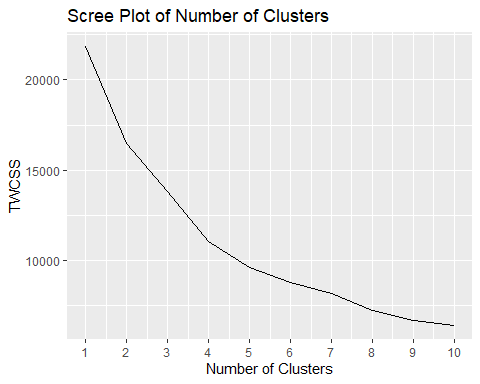 Scree Plot of Number of Clusters
20000
15000
10000
TWCSS
1 2 3 4 5 6 7 8 9 10
Number of Clusters